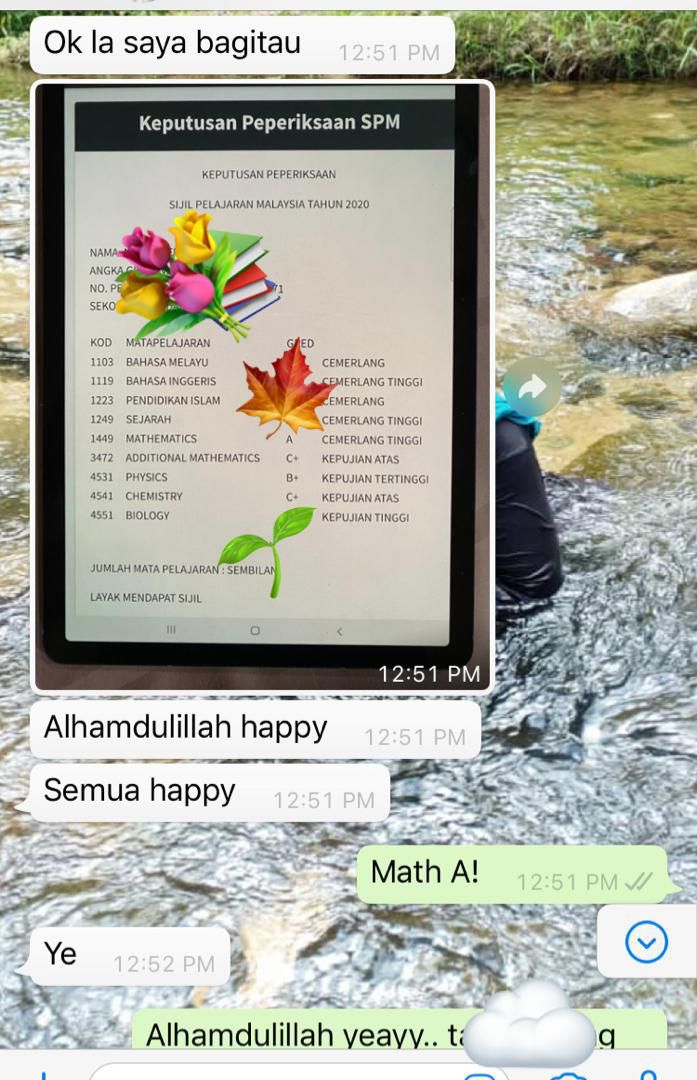 Ok la saya bagitau 12:51 PM
Keputusan Peperiksaan SPM
KEPUTUSAN PEPERIKSAAN
SIJIL PELAJARAN MALAYSIA TAHUN 2020
NAMA
ANGKA
NO.
KOD MATAPELAJARAN
1103 BAHASA MELAYU CEMERLANG
1119 BAHASA INGGERIS CEMERLANG TINGGI
1223 PENDIDIKAN ISLAM CEMERLANG
1249 SEJARAH CEMERLANG TINGGI
1449 MATHEMATICS A CEMERLANG TINGGI
3472 ADDITIONAL MATHEMATICS C+ KEPUJIAN ATAS
4531 PHYSICS B+ KEPUJIAN TERTINGGI
4541 CHEMISTRY C+ KEPUJIAN ATAS
4551 BIOLOGY KEPUJIAN TINGGI
JUMLAH MATA PELAJARAN : SEMBILAN
LAYAK MENDAPAT SIJIL
12:51 PM
Alhamdulillah happy 12:51 PM
Semua happy 12:51 PM
Math A! 12:51 PM
Ye 12:52 PM
Alhamdulillah yeayy..